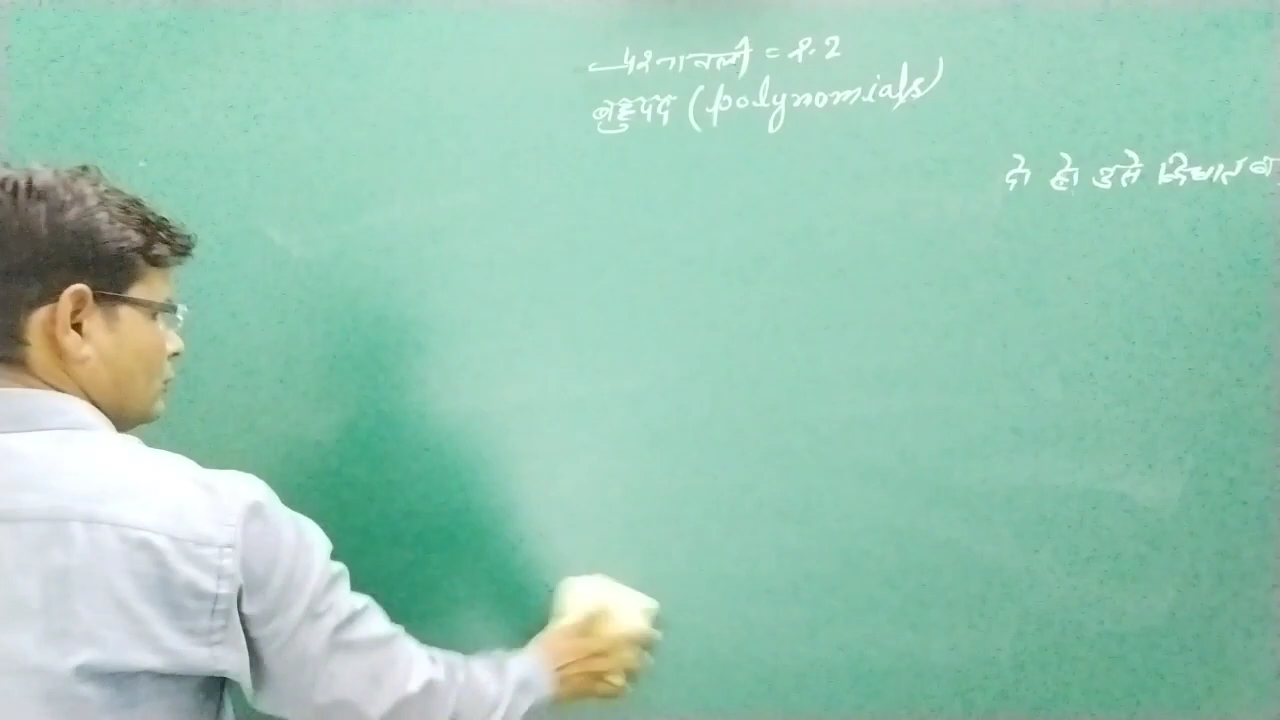 प्रश्नावली = 2.2
बहुपद (polynomials)
दो हो उसे द्विघात ब